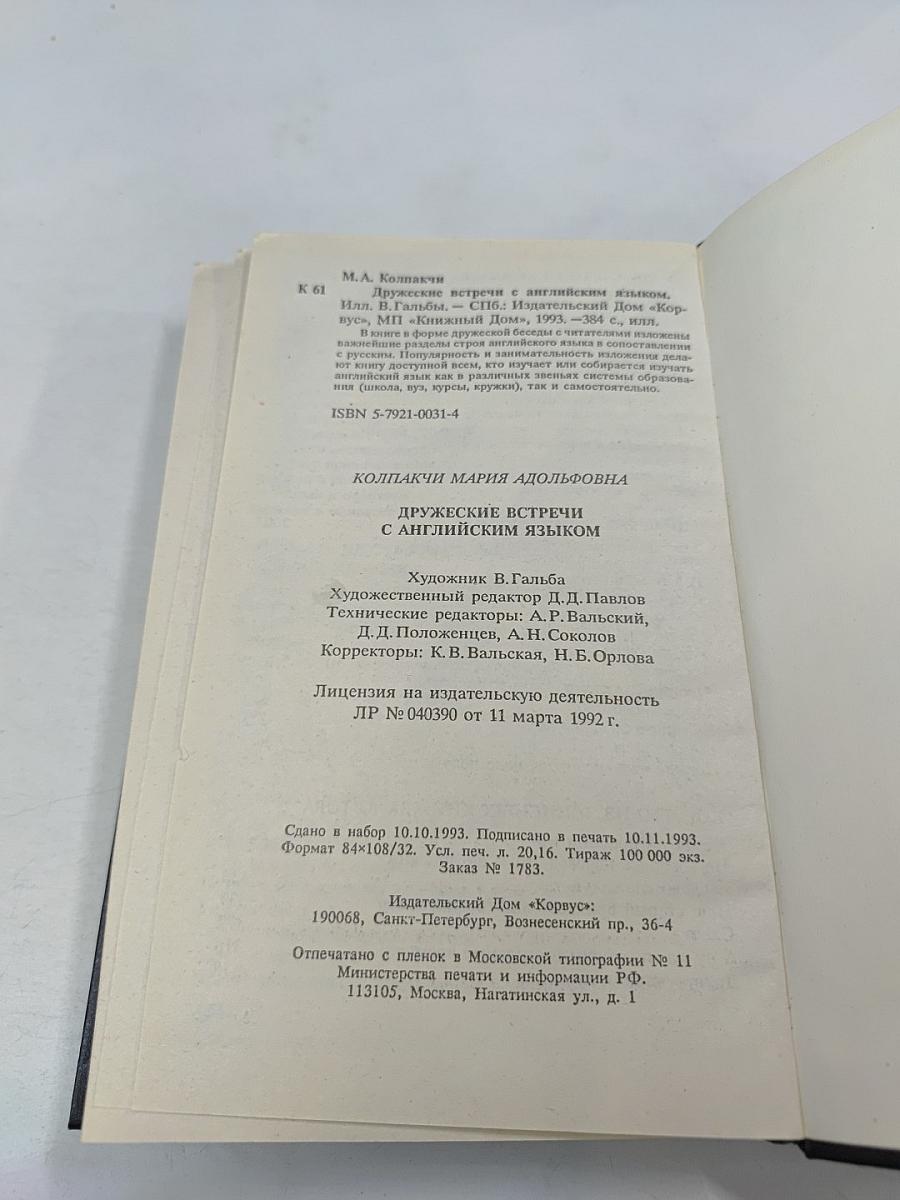 М. А. Колпакчи
К 61
Дружеские встречи с английским языком.
Илл. В. Гальбы. — СПб.: Издательский Дом «Кор-
вус», МП «Книжный Дом», 1993. —384 с., илл.
В книге в форме дружеской беседы с читателями изложены
важнейшие разделы строя английского языка в сопоставлении
с русским. Популярность и занимательность изложения дела-
ют книгу доступной всем, кто изучает или собирается изучать
английский язык как в различных звеньях системы образова-
ния (школа, вуз, курсы, кружки), так и самостоятельно.
ISBN 5-7921-0031-4
КОЛПАКЧИ МАРИЯ АДОЛЬФОВНА
ДРУЖЕСКИЕ ВСТРЕЧИ
С АНГЛИЙСКИМ ЯЗЫКОМ
Художник В. Гальба
Художественный редактор Д. Д. Павлов
Технические редакторы: А. Р. Вальский,
Д. Д. Положенцев, А. Н. Соколов
Корректоры: К. В. Вальская, Н. Б. Орлова
Лицензия на издательскую деятельность
ЛР № 040390 от 11 марта 1992 г.
Сдано в набор 10.10.1993. Подписано в печать 10.11.1993.
Формат 84×108/32. Усл. печ. л. 20,16. Тираж 100 000 экз.
Заказ № 1783.
Издательский Дом «Корвус»:
190068, Санкт-Петербург, Вознесенский пр., 36-4
Отпечатано с пленок в Московской типографии № 11
Министерства печати и информации РФ.
113105, Москва, Нагатинская ул., д. 1